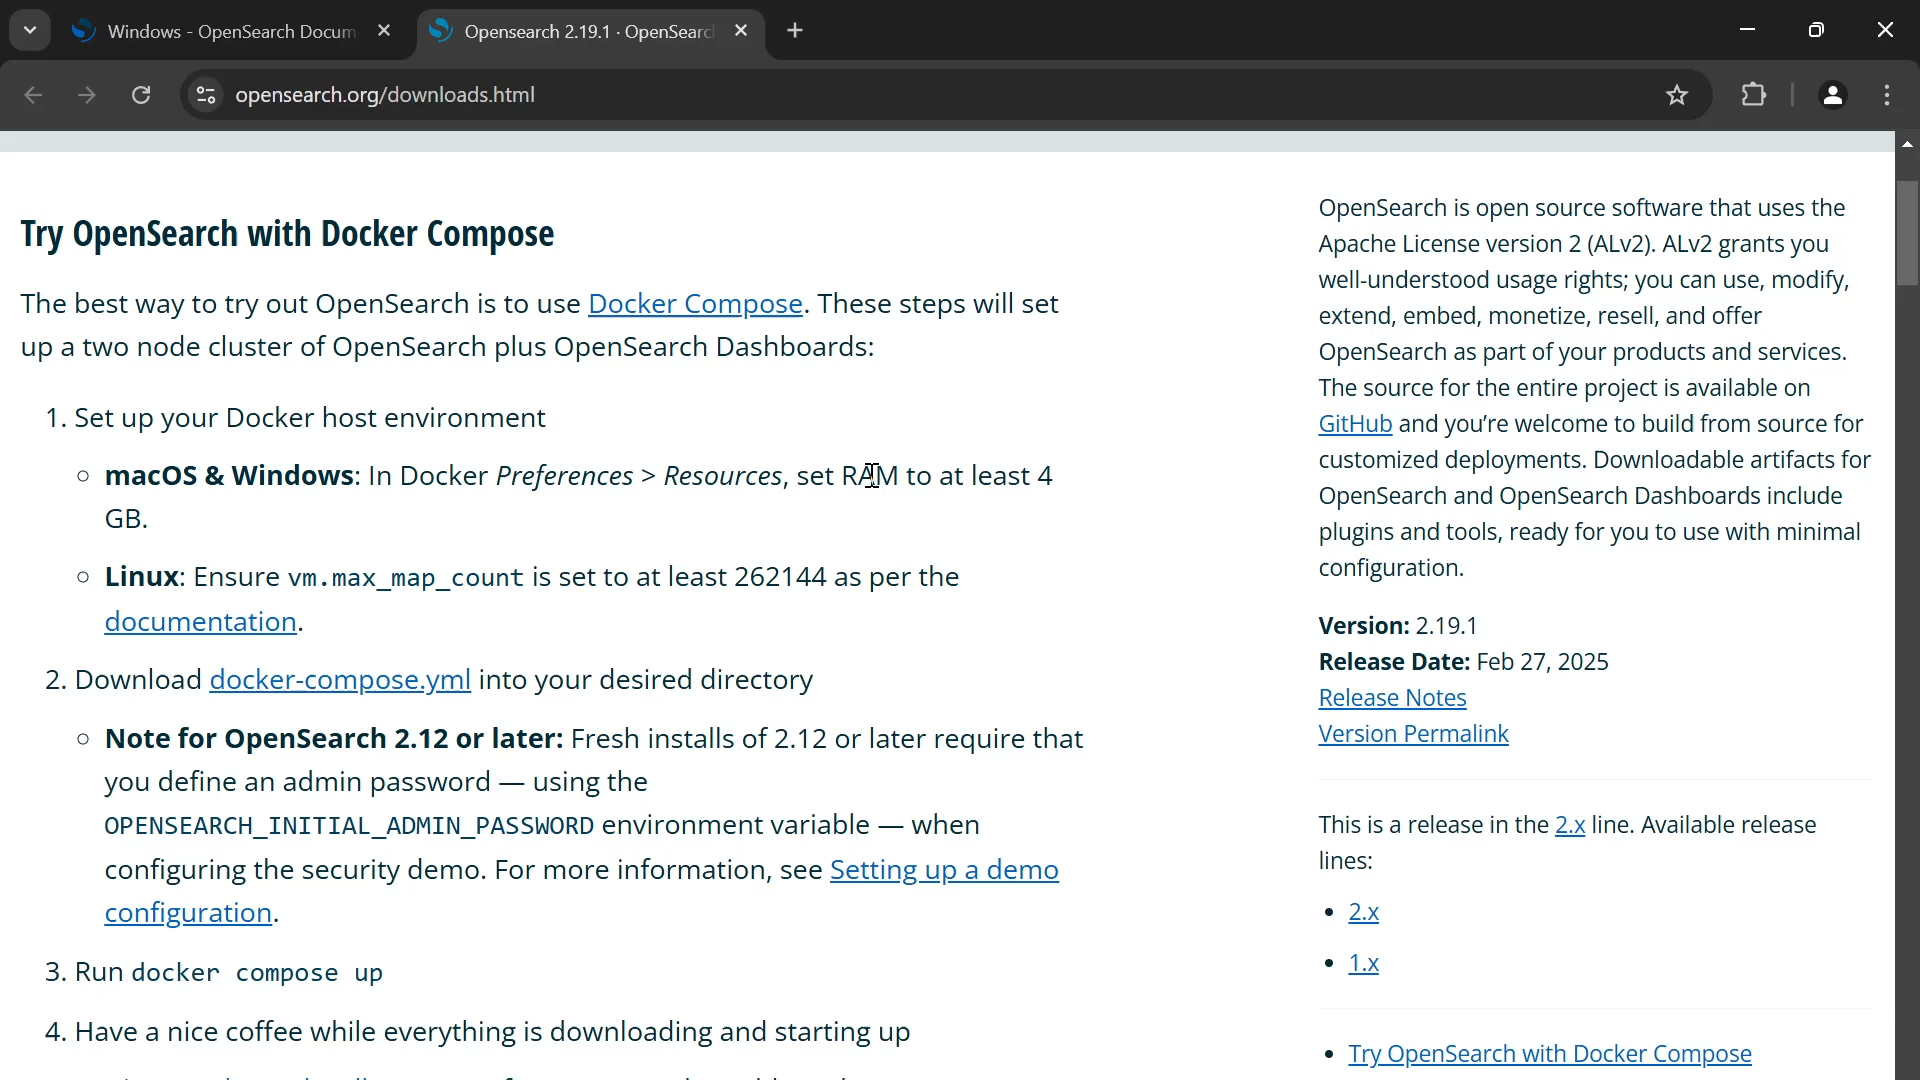 Windows - OpenSearch Docum
Opensearch 2.19.1 · OpenSearc
opensearch.org/downloads.html
Try OpenSearch with Docker Compose
The best way to try out OpenSearch is to use Docker Compose. These steps will set
up a two node cluster of OpenSearch plus OpenSearch Dashboards:
1. Set up your Docker host environment
macOS & Windows: In Docker Preferences > Resources, set RAM to at least 4
GB.
Linux: Ensure vm.max_map_count is set to at least 262144 as per the
documentation.
2. Download docker-compose.yml into your desired directory
Note for OpenSearch 2.12 or later: Fresh installs of 2.12 or later require that
you define an admin password — using the
OPENSEARCH_INITIAL_ADMIN_PASSWORD environment variable — when
configuring the security demo. For more information, see Setting up a demo
configuration.
3. Run docker compose up
4. Have a nice coffee while everything is downloading and starting up
OpenSearch is open source software that uses the
Apache License version 2 (ALv2). ALv2 grants you
well-understood usage rights; you can use, modify,
extend, embed, monetize, resell, and offer
OpenSearch as part of your products and services.
The source for the entire project is available on
GitHub and you’re welcome to build from source for
customized deployments. Downloadable artifacts for
OpenSearch and OpenSearch Dashboards include
plugins and tools, ready for you to use with minimal
configuration.
Version: 2.19.1
Release Date: Feb 27, 2025
Release Notes
Version Permalink
This is a release in the 2.x line. Available release
lines:
• 2.x
• 1.x
• Try OpenSearch with Docker Compose